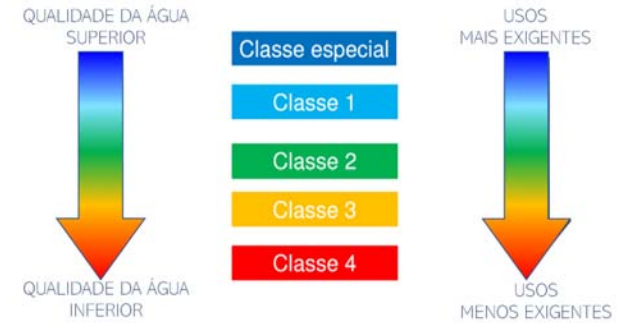 QUALIDADE DA ÁGUA
SUPERIOR
USOS
MAIS EXIGENTES
Classe especial
Classe 1
Classe 2
Classe 3
Classe 4
QUALIDADE DA ÁGUA
INFERIOR
USOS
MENOS EXIGENTES